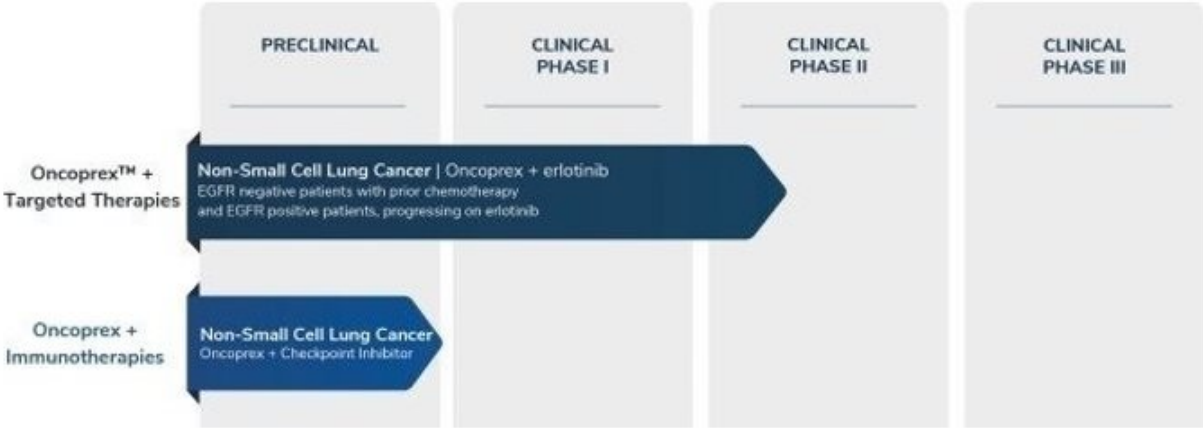 PRECLINICAL
CLINICAL
PHASE I
CLINICAL
PHASE II
CLINICAL
PHASE III
Oncoprex™ +
Targeted Therapies
Non-Small Cell Lung Cancer | Oncoprex + erlotinib
EGFR negative patients with prior chemotherapy
and EGFR positive patients, progressing on erlotinib
Oncoprex +
Immunotherapies
Non-Small Cell Lung Cancer
Oncoprex + Checkpoint Inhibitor